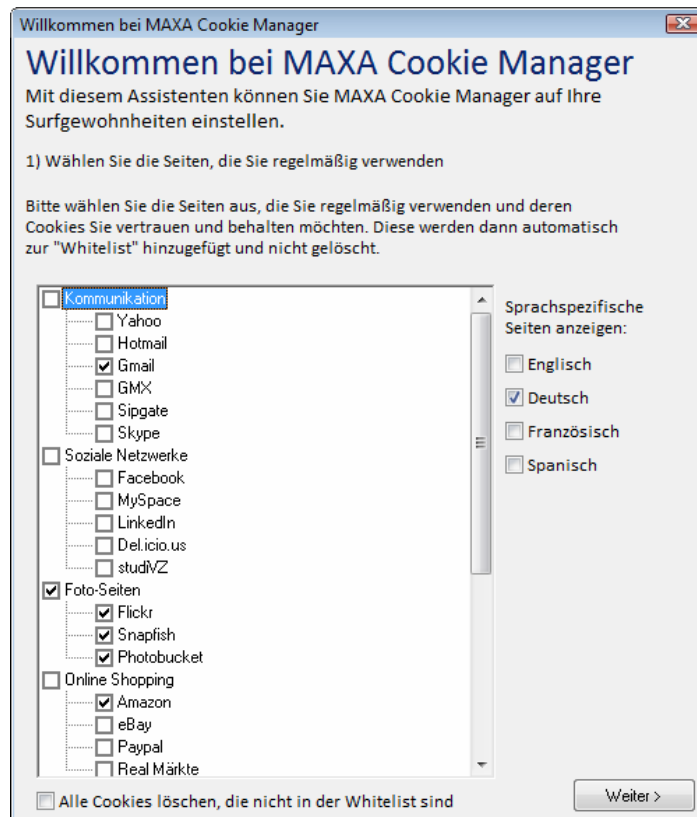 Willkommen bei MAXA Cookie Manager
Willkommen bei MAXA Cookie Manager
Mit diesem Assistenten können Sie MAXA Cookie Manager auf Ihre
Surfgewohnheiten einstellen.
1) Wählen Sie die Seiten, die Sie regelmäßig verwenden
Bitte wählen Sie die Seiten aus, die Sie regelmäßig verwenden und deren
Cookies Sie vertrauen und behalten möchten. Diese werden dann automatisch
zur "Whitelist" hinzugefügt und nicht gelöscht.
Kommunikation
Yahoo
Hotmail
Gmail
GMX
Sipgate
Skype
Soziale Netzwerke
Facebook
MySpace
LinkedIn
Del.icio.us
studiVZ
Foto-Seiten
Flickr
Snapfish
Photobucket
Online Shopping
Amazon
eBay
Paypal
Real Märkte
Sprachspezifische
Seiten anzeigen:
Englisch
Deutsch
Französisch
Spanisch
Alle Cookies löschen, die nicht in der Whitelist sind
Weiter >